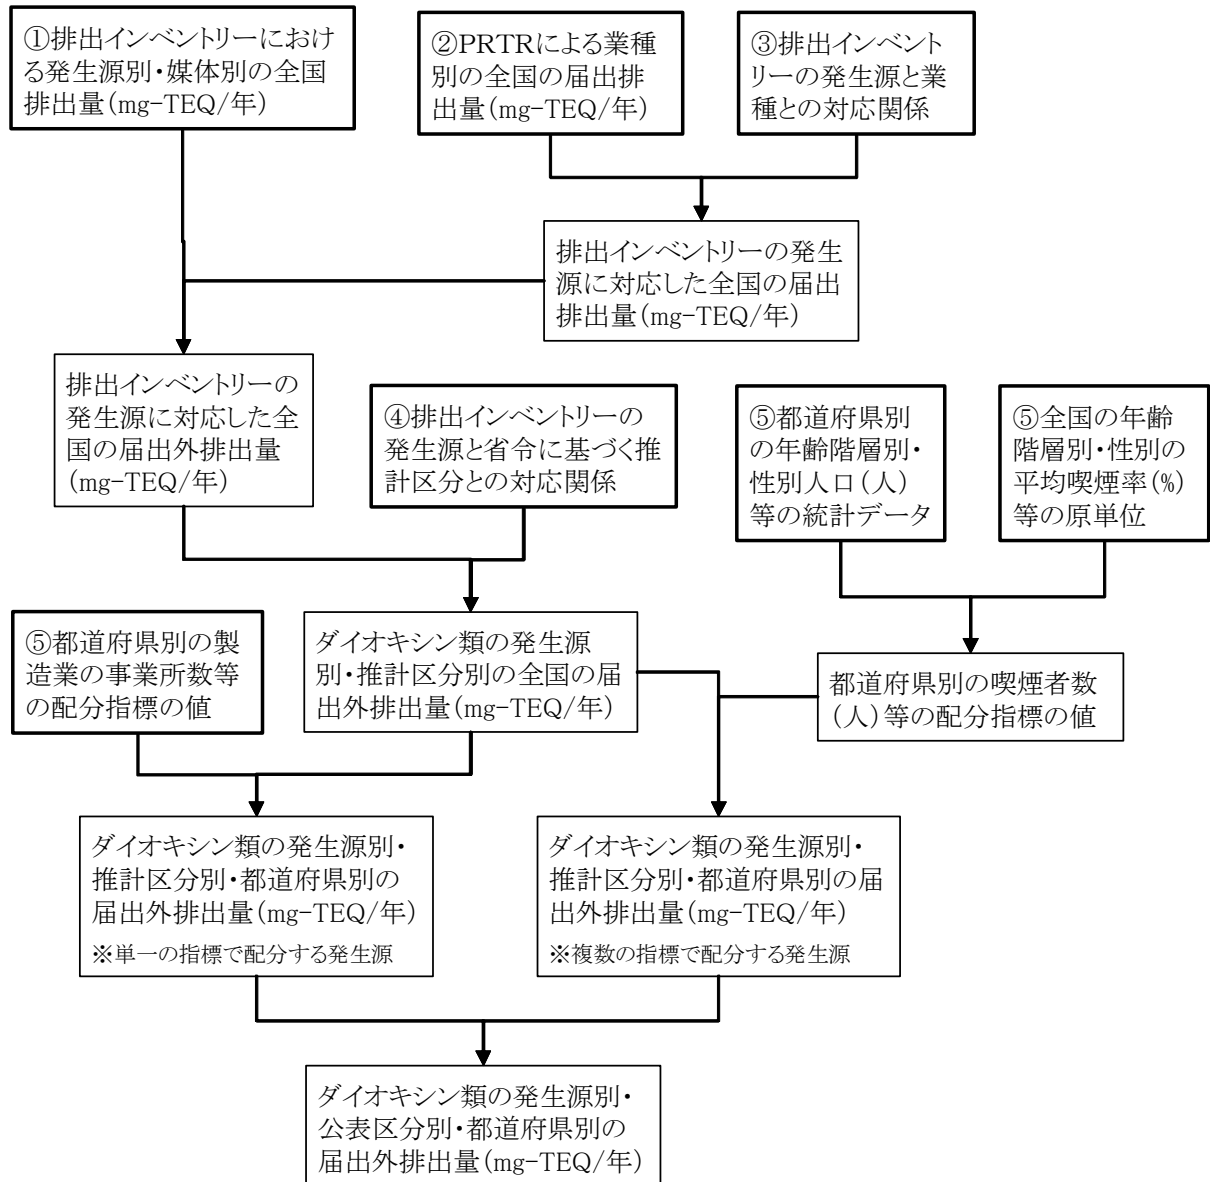 ①排出インベントリーにおけ
る発生源別・媒体別の全国
排出量(mg-TEQ/年)
②PRTRによる業種
別の全国の届出排
出量(mg-TEQ/年)
③排出インベント
リーの発生源と業
種との対応関係
排出インベントリーの発生
源に対応した全国の届出
排出量(mg-TEQ/年)
排出インベントリーの
発生源に対応した全
国の届出外排出量
(mg-TEQ/年)
④排出インベントリーの
発生源と省令に基づく推
計区分との対応関係
⑤都道府県別
の年齢階層別・
性別人口(人)
等の統計データ
⑤全国の年齢
階層別・性別の
平均喫煙率(%)
等の原単位
⑤都道府県別の製
造業の事業所数等
の配分指標の値
ダイオキシン類の発生源
別・推計区分別の全国の届
出外排出量(mg-TEQ/年)
都道府県別の喫煙者数
(人)等の配分指標の値
ダイオキシン類の発生源別・
推計区分別・都道府県別の
届出外排出量(mg-TEQ/年)
※単一の指標で配分する発生源
ダイオキシン類の発生源別・
推計区分別・都道府県別の届
出外排出量(mg-TEQ/年)
※複数の指標で配分する発生源
ダイオキシン類の発生源別・
公表区分別・都道府県別の
届出外排出量(mg-TEQ/年)